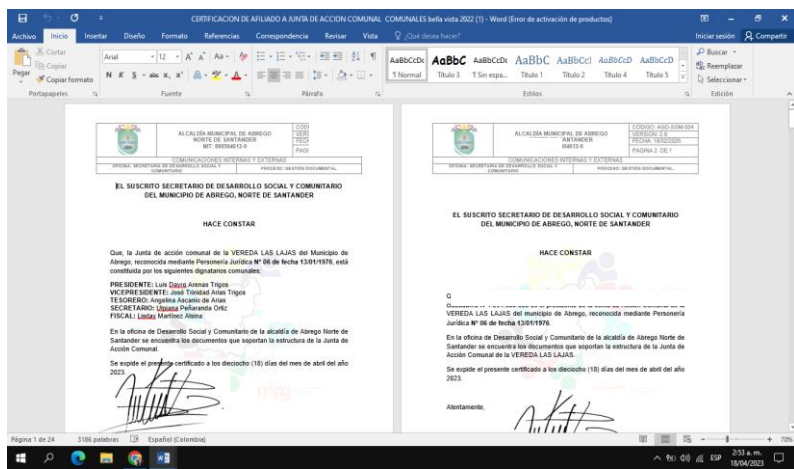 CERTIFICACION DE AFILIADO A JUNTA DE ACCION COMUNAL COMUNALES bella vista 2022 (1) - Word (Error de activación de productos)
Archivo Inicio Insertar Diseño Formato Referencias Correspondencia Revisar Vista ¿Qué desea hacer? Iniciar sesión Compartir
Cortar
Copiar
Copiar formato
Pegar
Arial 12
N K S abc
AaBbCcDc AaBbC AaBbCcDc AaBbC AaBbCcl AaBbCcD AaBbCcD
¶ Normal Título 3 ¶ Sin espa... Título 1 Título 2 Título 4 Título 5
Buscar
Reemplazar
Seleccionar
Portapapeles Fuente Párrafo Estilos Edición
ALCALDÍA MUNICIPAL DE ABREGO
NORTE DE SANTANDER
NIT: 890504612-0
COMUNICACIONES INTERNAS Y EXTERNAS
OFICINA: SECRETARIA DE DESARROLLO SOCIAL Y COMUNITARIO
PROCESO: GESTIÓN DOCUMENTAL
EL SUSCRITO SECRETARIO DE DESARROLLO SOCIAL Y COMUNITARIO
DEL MUNICIPIO DE ABREGO, NORTE DE SANTANDER
HACE CONSTAR
Que, la Junta de acción comunal de la VEREDA LAS LAJAS del Municipio de
Abrego, reconocida mediante Personería Jurídica N° 06 de fecha 13/01/1976, está
constituida por los siguientes dignatarios comunales:
PRESIDENTE: Luis Dayro Arenas Trigos
VICEPRESIDENTE: José Trinidad Arias Trigos
TESORERO: Angelina Ascanio de Arias
SECRETARIO: Ulpiana Peñaranda Ortiz
FISCAL: Lisday Martínez Alsina
En la oficina de Desarrollo Social y Comunitario de la alcaldía de Abrego Norte de
Santander se encuentra los documentos que soportan la estructura de la Junta de
Acción Comunal.
Se expide el presente certificado a los dieciocho (18) días del mes de abril del año
2023.
mipg
ALCALDÍA MUNICIPAL DE ABREGO
CODIGO: AGD-SGM-004
VERSION: 2.0
FECHA: 19/02/2020
PAGINA 2 DE 1
COMUNICACIONES INTERNAS Y EXTERNAS
OFICINA: SECRETARIA DE DESARROLLO SOCIAL Y COMUNITARIO
PROCESO: GESTIÓN DOCUMENTAL
EL SUSCRITO SECRETARIO DE DESARROLLO SOCIAL Y COMUNITARIO
DEL MUNICIPIO DE ABREGO, NORTE DE SANTANDER
HACE CONSTAR
VEREDA LAS LAJAS del municipio de Abrego, reconocida mediante Personería
Jurídica N° 06 de fecha 13/01/1976.
En la oficina de Desarrollo Social y Comunitario de la alcaldía de Abrego Norte de
Santander se encuentra los documentos que soportan la estructura de la Junta de
Acción Comunal de la VEREDA LAS LAJAS.
Se expide el presente certificado a los dieciocho (18) días del mes de abril del año
2023.
Atentamente,
Página 1 de 24 3186 palabras Español (Colombia) 70%
ESP 2:53 a. m.
18/04/2023